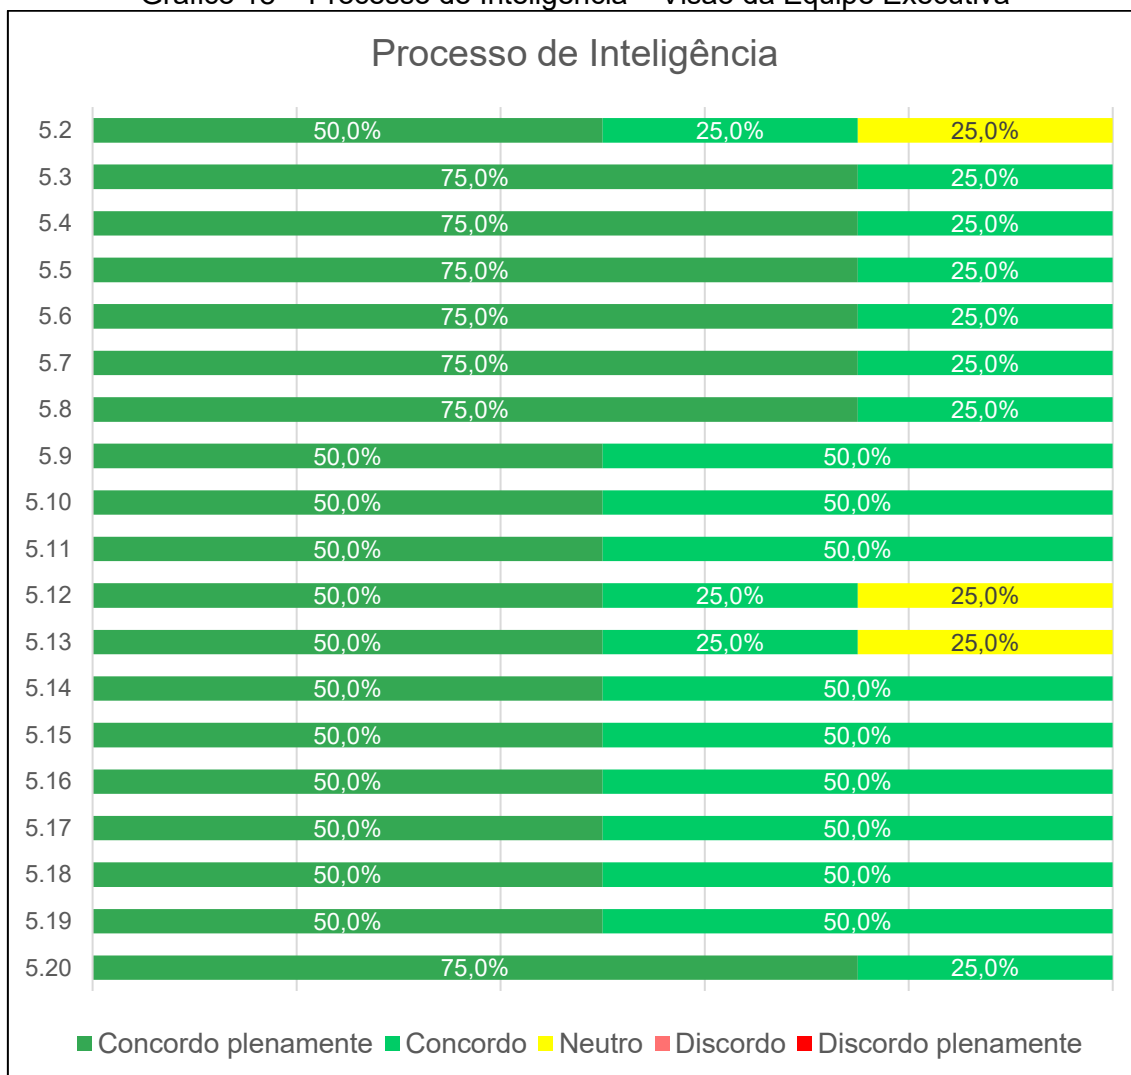 Processo de Inteligência
5.2 50,0% 25,0% 25,0%
5.3 75,0% 25,0%
5.4 75,0% 25,0%
5.5 75,0% 25,0%
5.6 75,0% 25,0%
5.7 75,0% 25,0%
5.8 75,0% 25,0%
5.9 50,0% 50,0%
5.10 50,0% 50,0%
5.11 50,0% 50,0%
5.12 50,0% 25,0% 25,0%
5.13 50,0% 25,0% 25,0%
5.14 50,0% 50,0%
5.15 50,0% 50,0%
5.16 50,0% 50,0%
5.17 50,0% 50,0%
5.18 50,0% 50,0%
5.19 50,0% 50,0%
5.20 75,0% 25,0%
Concordo plenamente Concordo Neutro Discordo Discordo plenamente